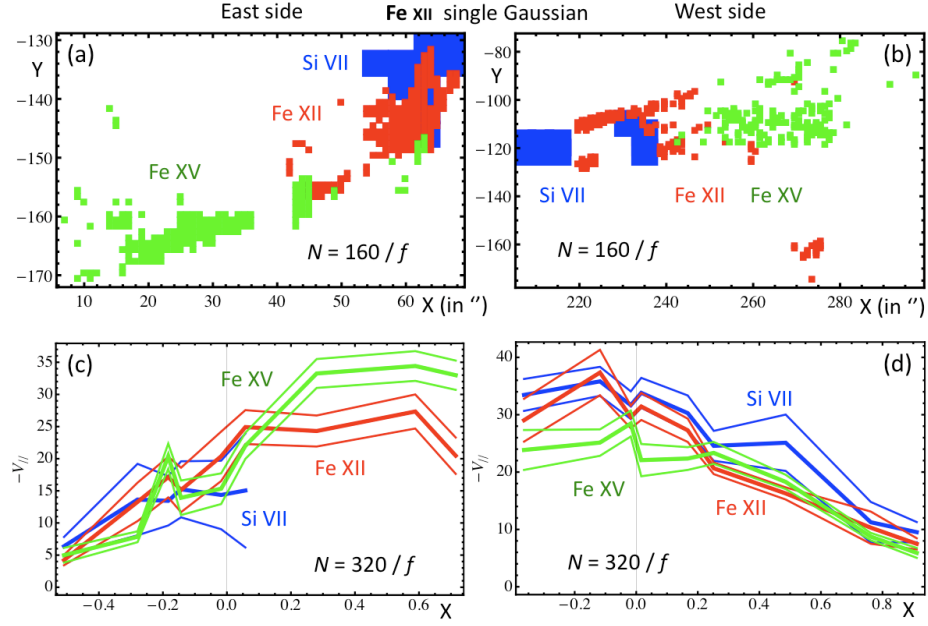 East side Fe XII single Gaussian West side
(a) Si VII Fe XII Fe XV N = 160 / f
Y
−130
−140
−150
−160
−170
10 20 30 40 50 60
X (in ‘’)
(b) Si VII Fe XII Fe XV N = 160 / f
Y
−80
−100
−120
−140
−160
220 240 260 280
X (in ‘’)
(c) Fe XV Fe XII Si VII N = 320 / f
−V//
35
30
25
20
15
10
5
0
−0.4 −0.2 0.0 0.2 0.4 0.6 X
(d) Si VII Fe XV Fe XII N = 320 / f
−V//
40
30
20
10
0
−0.2 0.0 0.2 0.4 0.6 0.8 X